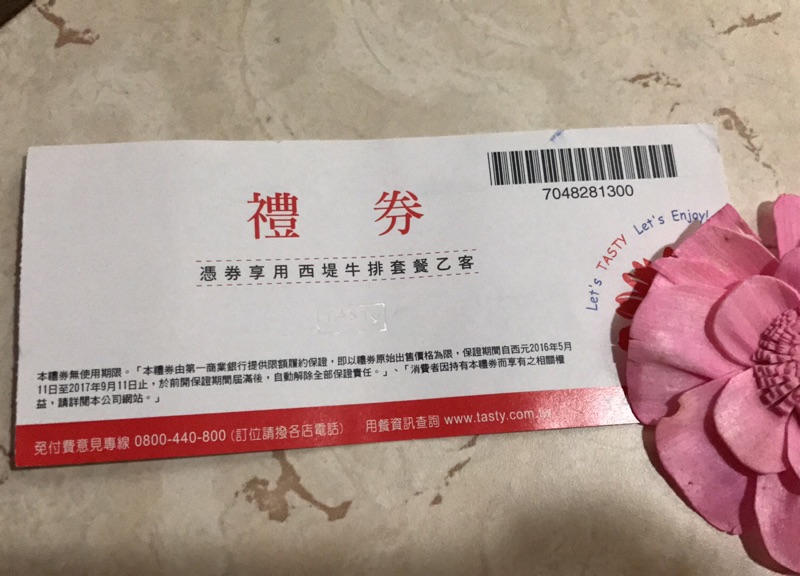 7048281300
禮 券
憑券享用西堤牛排套餐乙客
Let's TASTY Let's Enjoy!
TASTY
本禮券無使用期限。「本禮券由第一商業銀行提供限額履約保證,即以禮券原始出售價格為限,保證期間自西元2016年5月
11日至2017年9月11日止,於前開保證期間屆滿後,自動解除全部保證責任。」、「消費者因持有本禮券而享有之相關權
益,請詳閱本公司網站。」
免付費意見專線 0800-440-800 (訂位請撥各店電話) 用餐資訊查詢 www.tasty.com.tw